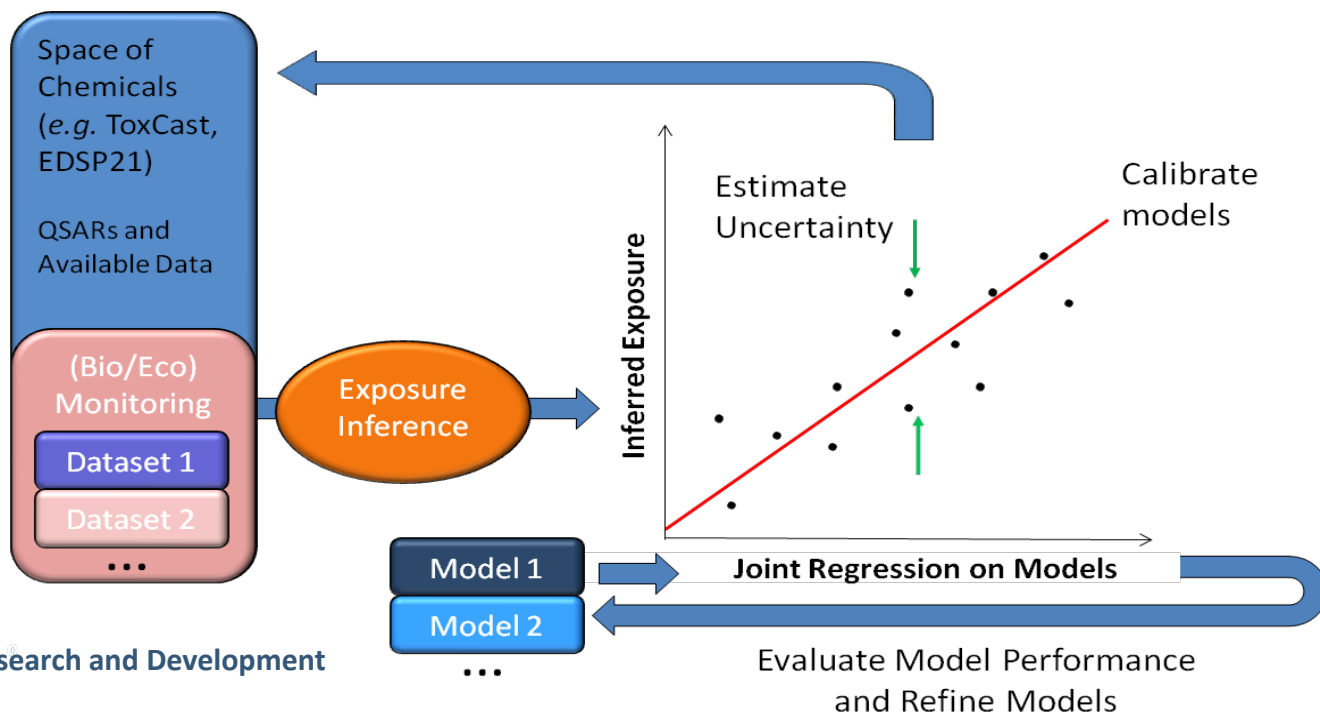 Space of
Chemicals
(e.g. ToxCast,
EDSP21)
QSARs and
Available Data
(Bio/Eco)
Monitoring
Dataset 1
Dataset 2
...
Exposure
Inference
Inferred Exposure
Estimate
Uncertainty
Calibrate
models
Joint Regression on Models
Model 1
Model 2
...
Evaluate Model Performance
and Refine Models
search and Development